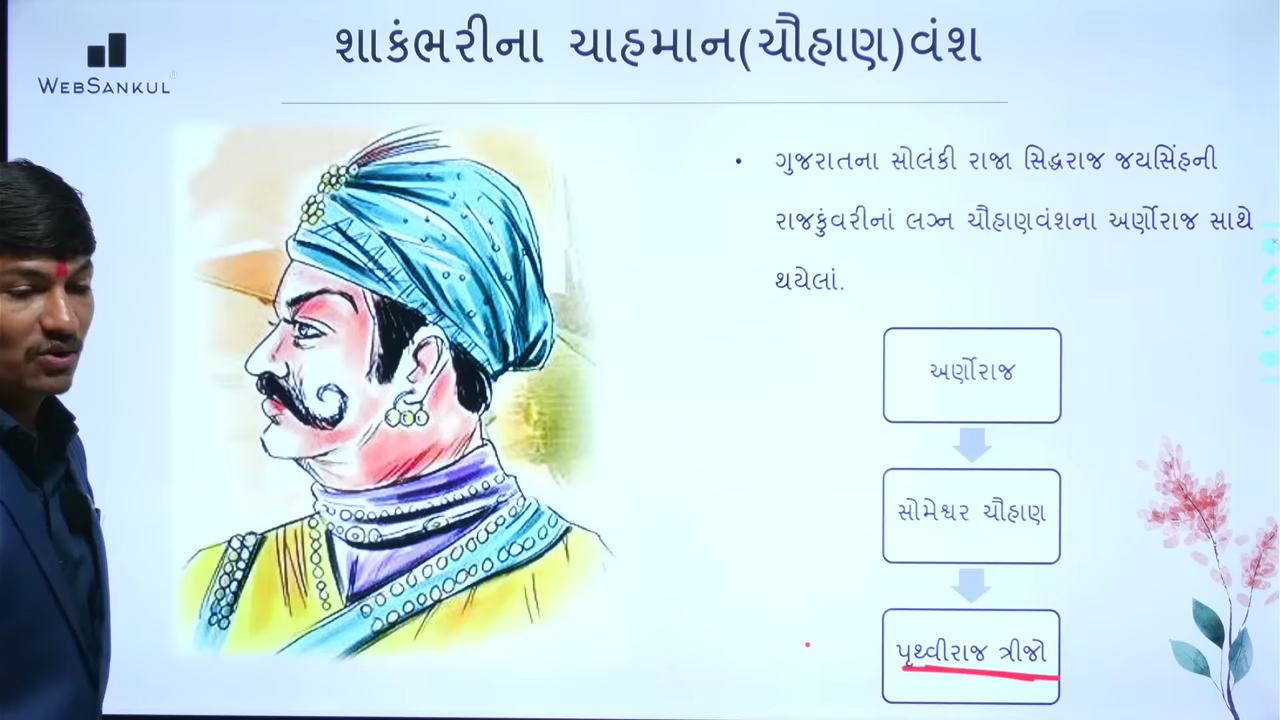 શાકંભરીના ચાહમાન(ચૌહાણ)વંશ
WEBSANKUL
• ગુજરાતના સોલંકી રાજા સિદ્ધરાજ જયસિંહની
રાજકુંવરીનાં લગ્ન ચૌહાણવંશના અર્ણોરાજ સાથે
થયેલાં.
અર્ણોરાજ
સોમેશ્વર ચૌહાણ
પૃથ્વીરાજ ત્રીજો